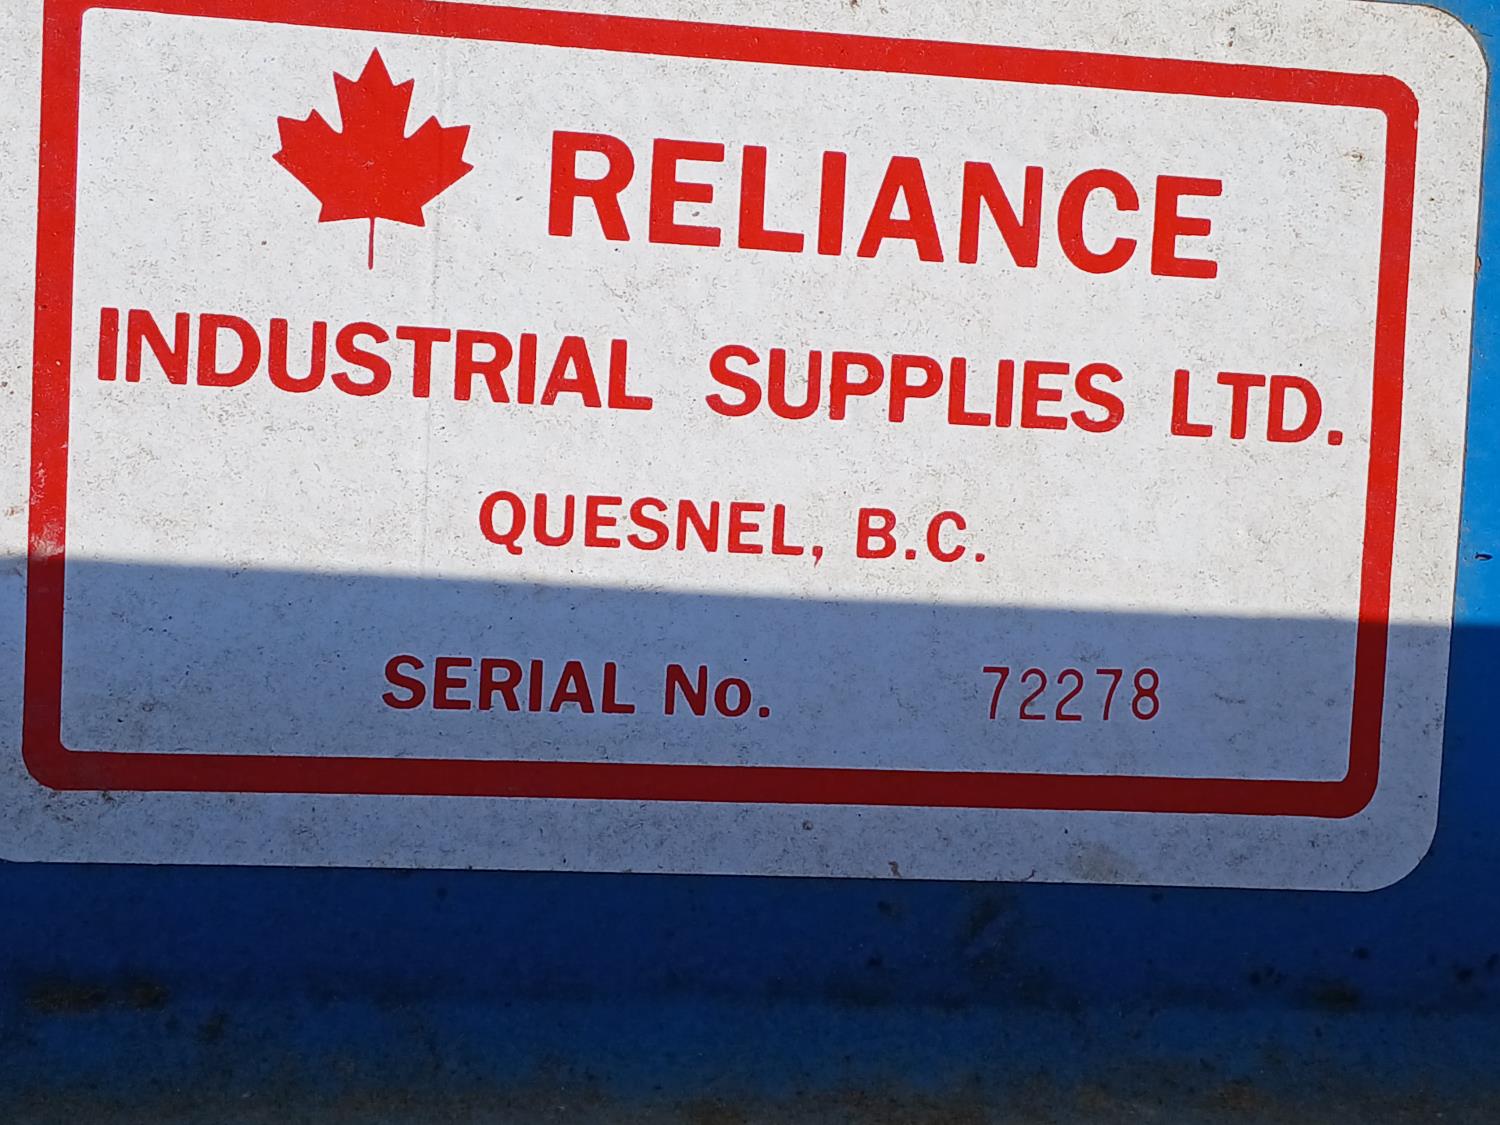 RELIANCE
INDUSTRIAL SUPPLIES LTD.
QUESNEL, B.C.
SERIAL No. 72278